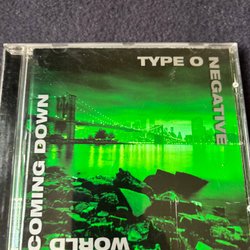 TYPE O
NEGATIVE
WORLD
COMING DOWN